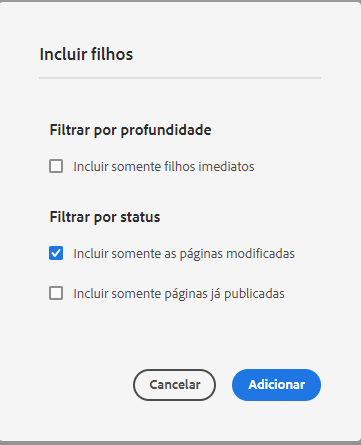 Incluir filhos
Filtrar por profundidade
Incluir somente filhos imediatos
Filtrar por status
Incluir somente as páginas modificadas
Incluir somente páginas já publicadas
Cancelar
Adicionar